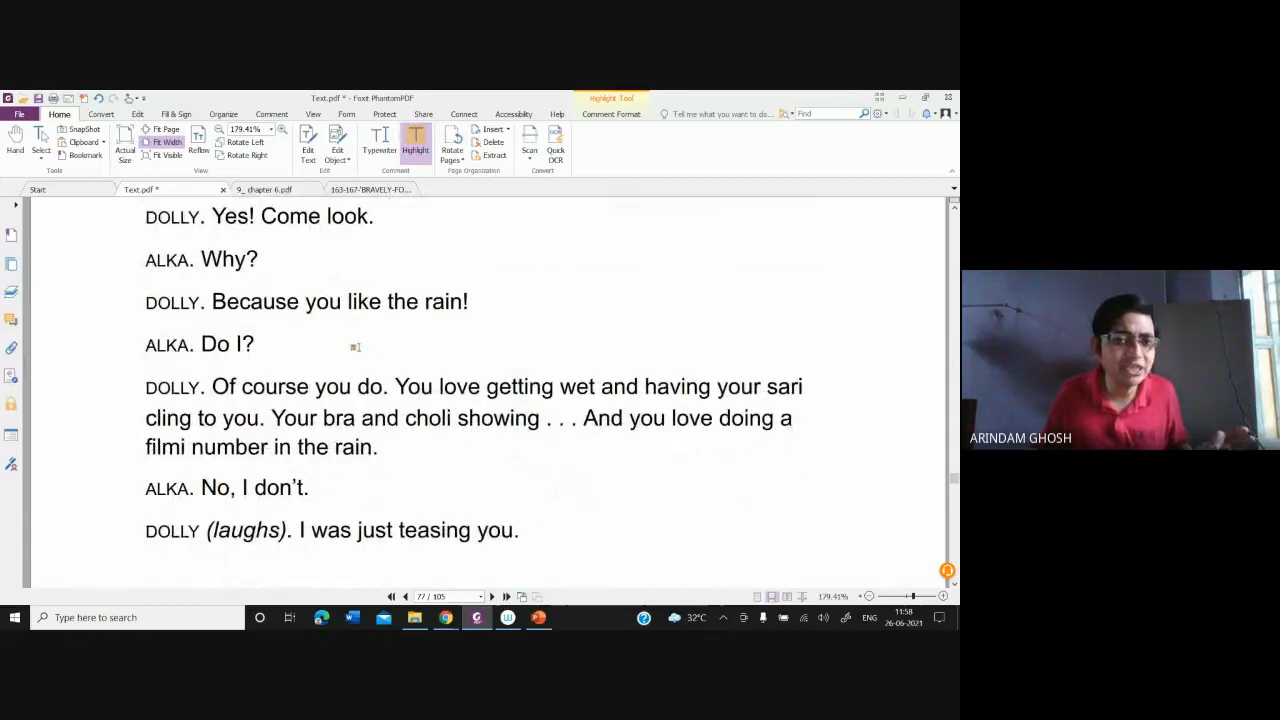 Text.pdf * - Foxit PhantomPDF
Highlight Tool
File Home Convert Edit Fill & Sign Organize Comment View Form Protect Share Connect Accessibility Help Comment Format Tell me what you want to do... Find
Hand Select SnapShot Clipboard Bookmark Actual Size Fit Page Fit Width Fit Visible Reflow 179.41% Rotate Left Rotate Right Edit Text Edit Object Typewriter Highlight Rotate Pages Insert Delete Extract Scan Quick OCR
Tools View Edit Comment Page Organization Convert
Start Text.pdf * 9_ chapter 6.pdf 163-167-'BRAVELY-FO...
DOLLY. Yes! Come look.
ALKA. Why?
DOLLY. Because you like the rain!
ALKA. Do I?
DOLLY. Of course you do. You love getting wet and having your sari
cling to you. Your bra and choli showing . . . And you love doing a
filmi number in the rain.
ALKA. No, I don't.
DOLLY (laughs). I was just teasing you.
ARINDAM GHOSH
77 / 105 179.41%
Type here to search 32°C ENG 11:58
26-06-2021